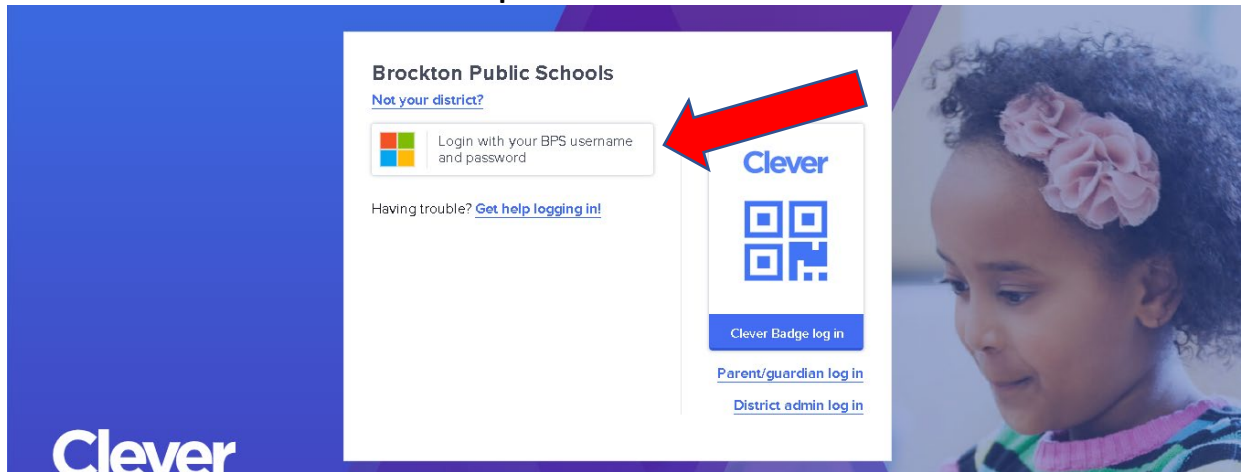 Brockton Public Schools
Not your district?
Login with your BPS username
and password
Having trouble? Get help logging in!
Clever
Clever Badge log in
Parent/guardian log in
District admin log in
Clever